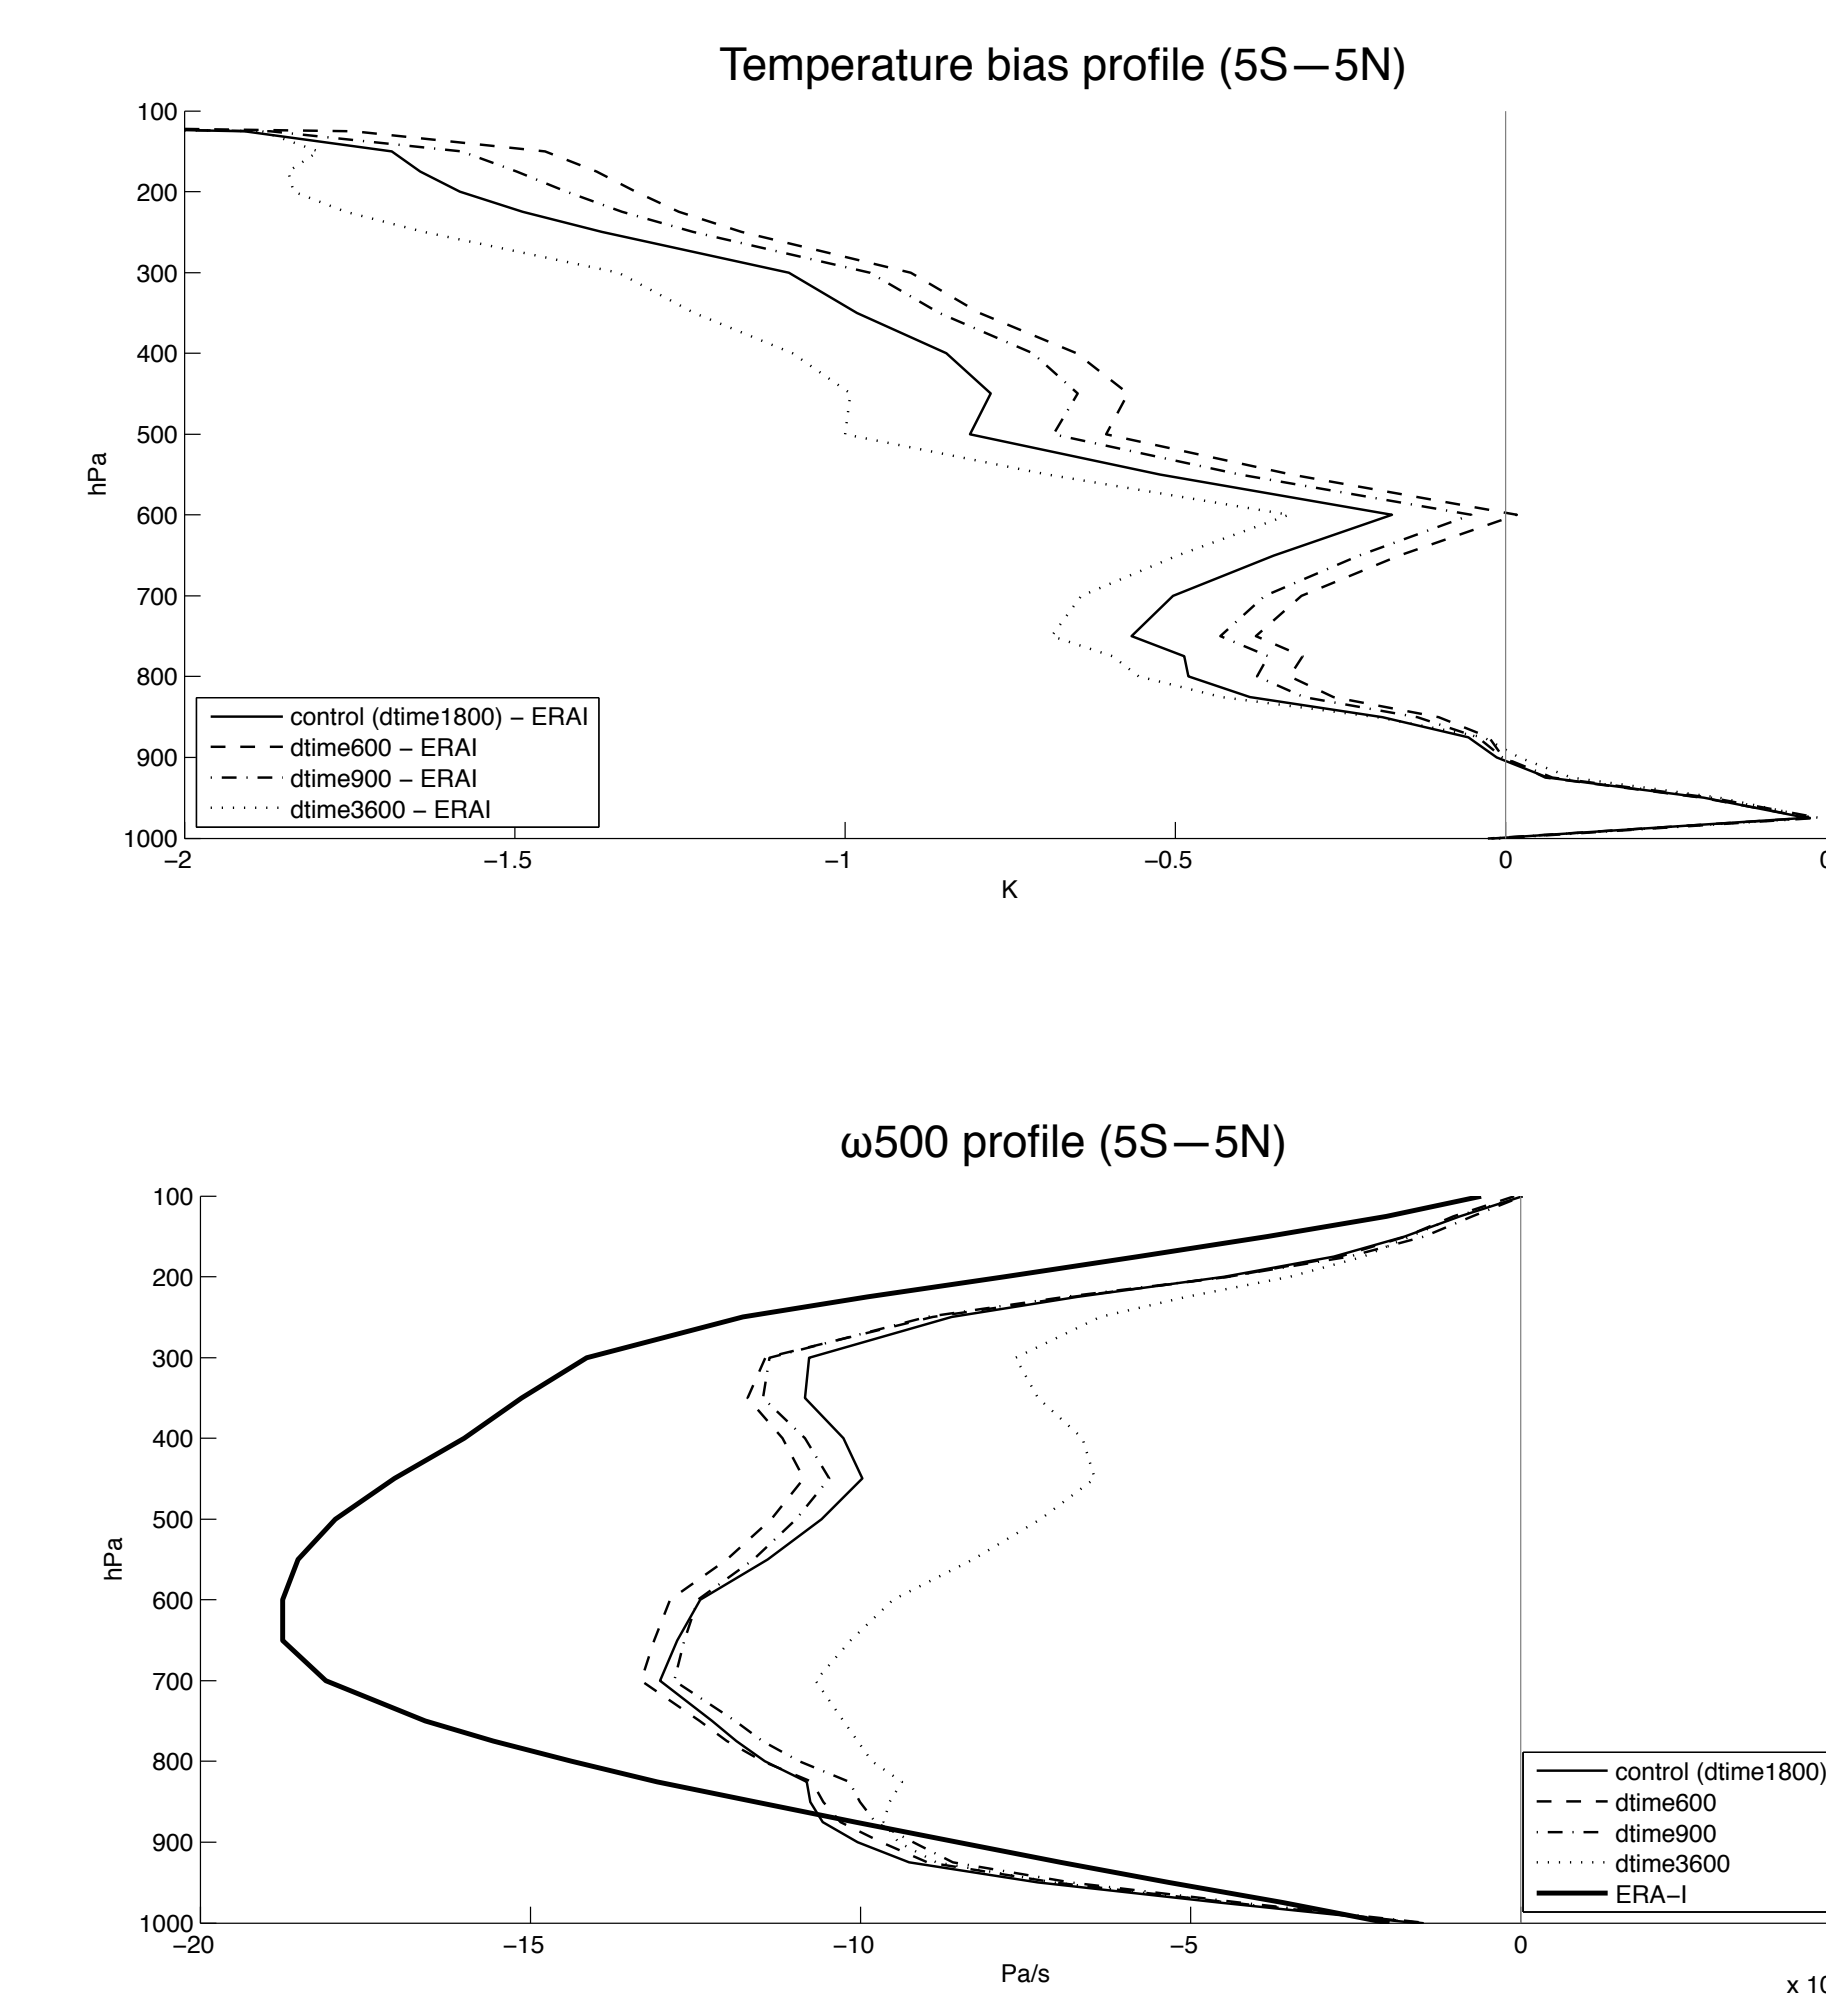 Temperature bias profile (5S—5N)
100
200
300
400
500
600
700
800
900
1000
hPa
control (dtime1800) − ERAI
dtime600 − ERAI
dtime900 − ERAI
dtime3600 − ERAI
−2 −1.5 −1 −0.5 0
K
ω500 profile (5S—5N)
100
200
300
400
500
600
700
800
900
1000
hPa
control (dtime1800)
dtime600
dtime900
dtime3600
ERA−I
−20 −15 −10 −5 0
Pa/s
x 10